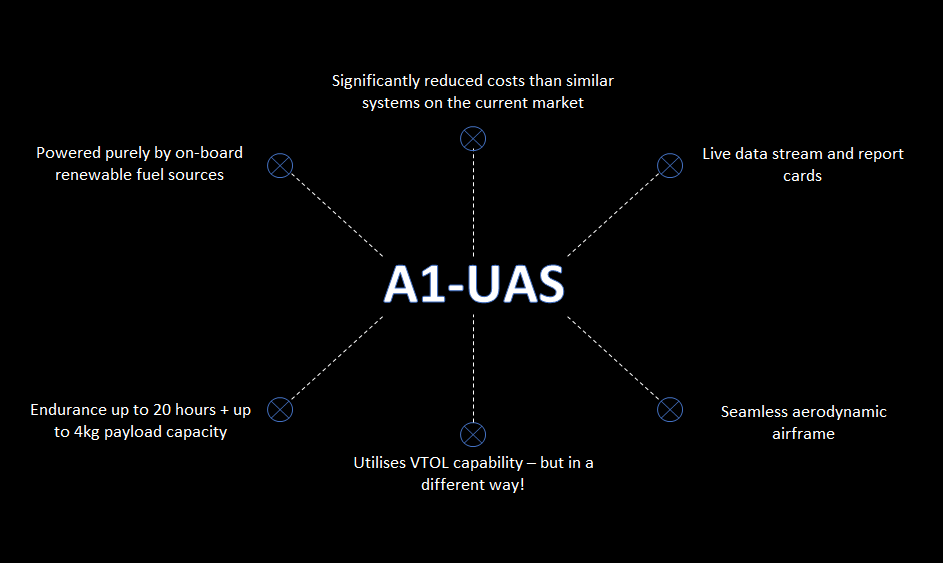 Significantly reduced costs than similar
systems on the current market
Powered purely by on-board
renewable fuel sources
Live data stream and report
cards
A1-UAS
Endurance up to 20 hours + up
to 4kg payload capacity
Utilises VTOL capability – but in a
different way!
Seamless aerodynamic
airframe